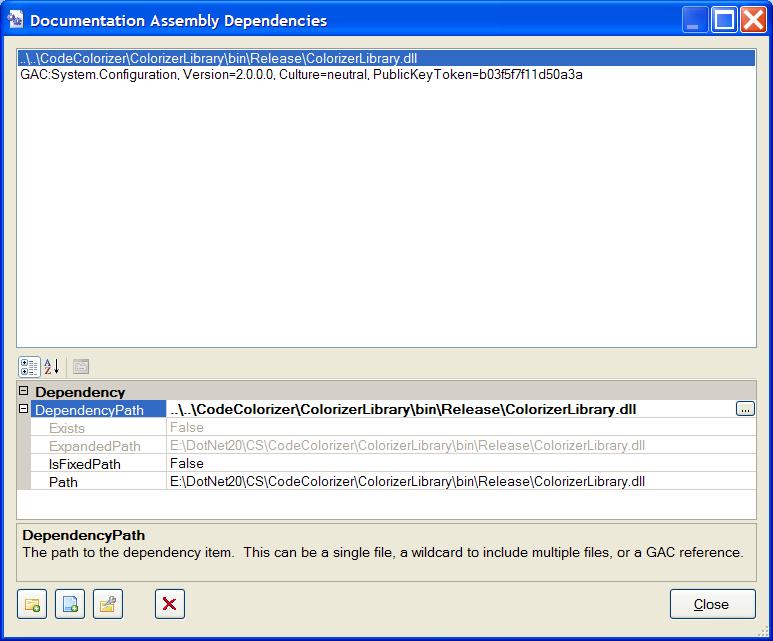 Documentation Assembly Dependencies
..\..\CodeColorizer\ColorizerLibrary\bin\Release\ColorizerLibrary.dll
GAC:System.Configuration, Version=2.0.0.0, Culture=neutral, PublicKeyToken=b03f5f7f11d50a3a
Dependency
DependencyPath ..\..\CodeColorizer\ColorizerLibrary\bin\Release\ColorizerLibrary.dll ...
Exists False
ExpandedPath E:\DotNet20\CS\CodeColorizer\ColorizerLibrary\bin\Release\ColorizerLibrary.dll
IsFixedPath False
Path E:\DotNet20\CS\CodeColorizer\ColorizerLibrary\bin\Release\ColorizerLibrary.dll
DependencyPath
The path to the dependency item.  This can be a single file, a wildcard to include multiple files, or a GAC reference.
Close